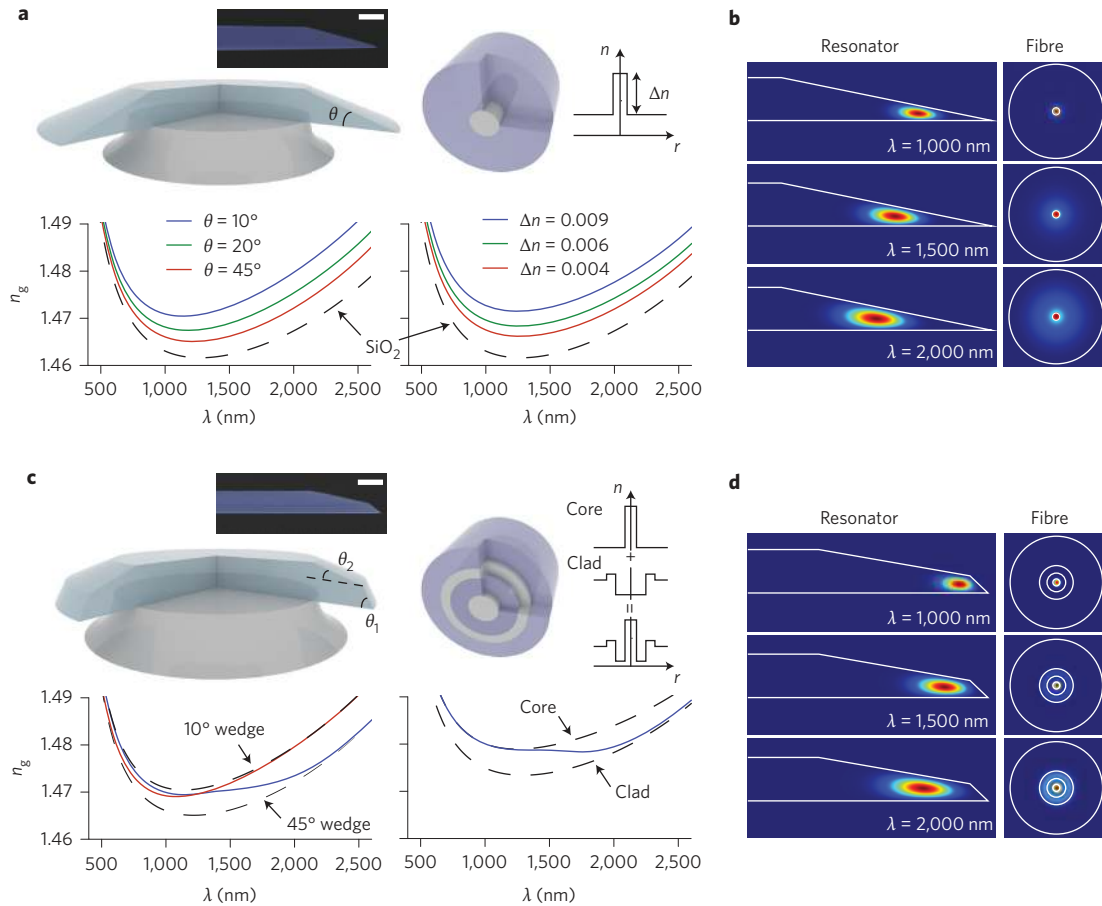 a
θ
n
Δn
r
1.49
1.48
1.47
1.46
n_g
θ = 10°
θ = 20°
θ = 45°
Δn = 0.009
Δn = 0.006
Δn = 0.004
SiO₂
500 1,000 1,500 2,000 2,500
λ (nm)
500 1,000 1,500 2,000 2,500
λ (nm)
b
Resonator Fibre
λ = 1,000 nm
λ = 1,500 nm
λ = 2,000 nm
c
θ₂
θ₁
n
Core
+
Clad
=
r
1.49
1.48
1.47
1.46
n_g
10° wedge
45° wedge
Core
Clad
500 1,000 1,500 2,000 2,500
λ (nm)
500 1,000 1,500 2,000 2,500
λ (nm)
d
Resonator Fibre
λ = 1,000 nm
λ = 1,500 nm
λ = 2,000 nm